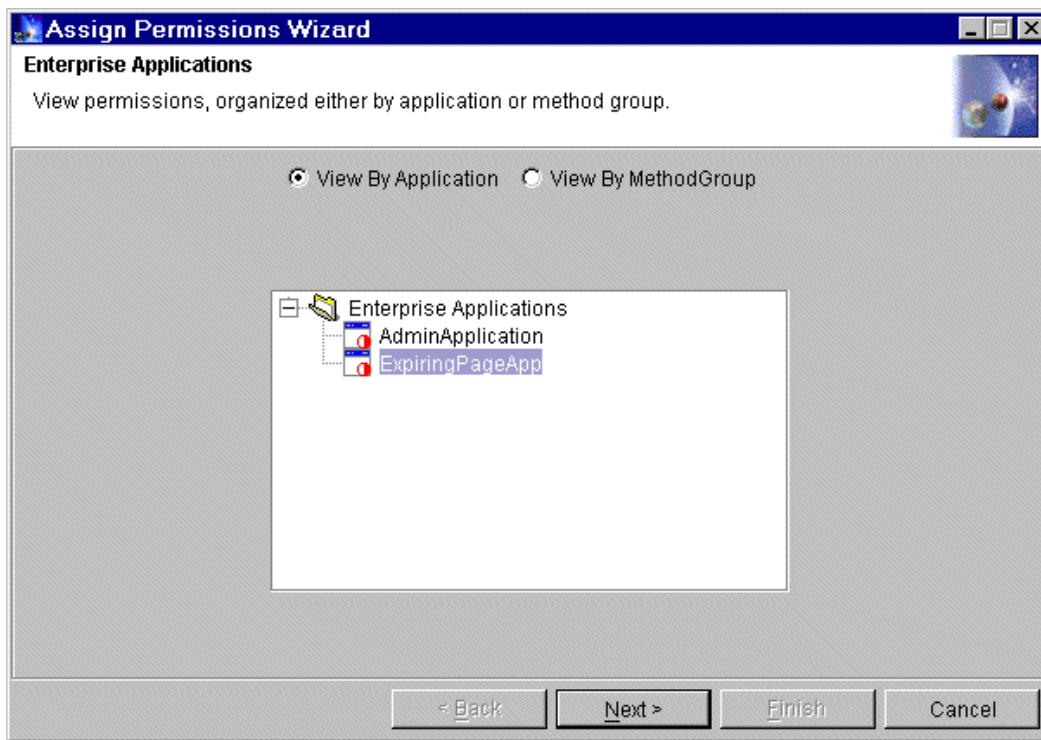 Assign Permissions Wizard
Enterprise Applications
View permissions, organized either by application or method group.
View By Application View By MethodGroup
Enterprise Applications
AdminApplication
ExpiringPageApp
< Back Next > Finish Cancel